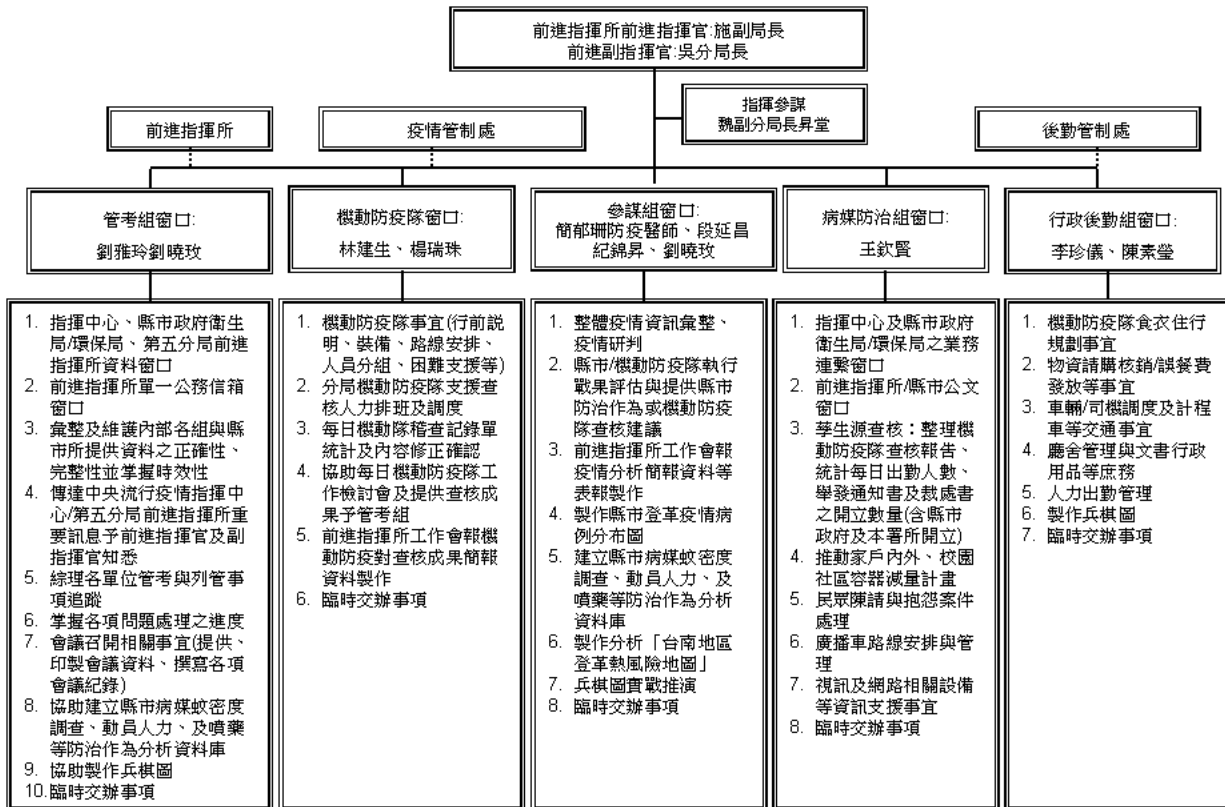 前進指揮所前進指揮官:施副局長
前進副指揮官:吳分局長
指揮參謀
魏副分局長昇堂
前進指揮所
疫情管制處
後勤管制處
管考組窗口:
劉雅玲劉曉玫
機動防疫隊窗口:
林建生、楊瑞珠
參謀組窗口:
簡郁珊防疫醫師、段延昌
紀錦昇、劉曉玫
病媒防治組窗口:
王欽賢
行政後勤組窗口:
李珍儀、陳素瑩
1. 指揮中心、縣市政府衛生
局/環保局、第五分局前進
指揮所資料窗口
2. 前進指揮所單一公務信箱
窗口
3. 彙整及維護內部各組與縣
市所提供資料之正確性、
完整性並掌握時效性
4. 傳達中央流行疫情指揮中
心/第五分局前進指揮所重
要訊息予前進指揮官及副
指揮官知悉
5. 綜理各單位管考與列管事
項追蹤
6. 掌握各項問題處理之進度
7. 會議召開相關事宜(提供、
印製會議資料、撰寫各項
會議紀錄)
8. 協助建立縣市病媒蚊密度
調查、動員人力、及噴藥
等防治作為分析資料庫
9. 協助製作兵棋圖
10. 臨時交辦事項
1. 機動防疫隊事宜(行前說
明、裝備、路線安排、
人員分組、困難支援等)
2. 分局機動防疫隊支援查
核人力排班及調度
3. 每日機動隊稽查記錄單
統計及內容修正確認
4. 協助每日機動防疫隊工
作檢討會及提供查核成
果予管考組
5. 前進指揮所工作會報機
動防疫對查核成果簡報
資料製作
6. 臨時交辦事項
1. 整體疫情資訊彙整、
疫情研判
2. 縣市/機動防疫隊執行
戰果評估與提供縣市
防治作為或機動防疫
隊查核建議
3. 前進指揮所工作會報
疫情分析簡報資料等
表報製作
4. 製作縣市登革疫情病
例分布圖
5. 建立縣市病媒蚊密度
調查、動員人力、及
噴藥等防治作為分析
資料庫
6. 製作分析「台南地區
登革熱風險地圖」
7. 兵棋圖實戰推演
8. 臨時交辦事項
1. 指揮中心及縣市政府
衛生局/環保局之業務
連繫窗口
2. 前進指揮所/縣市公文
窗口
3. 孳生源查核：整理機
動防疫隊查核報告、
統計每日出勤人數、
舉發通知書及裁處書
之開立數量(含縣市
政府及本署所開立)
4. 推動家戶內外、校園
社區容器減量計畫
5. 民眾陳請與抱怨案件
處理
6. 廣播車路線安排與管
理
7. 視訊及網路相關設備
等資訊支援事宜
8. 臨時交辦事項
1. 機動防疫隊食衣住行
規劃事宜
2. 物資請購核銷/誤餐費
發放等事宜
3. 車輛/司機調度及計程
車等交通事宜
4. 廳舍管理與文書行政
用品等庶務
5. 人力出勤管理
6. 製作兵棋圖
7. 臨時交辦事項